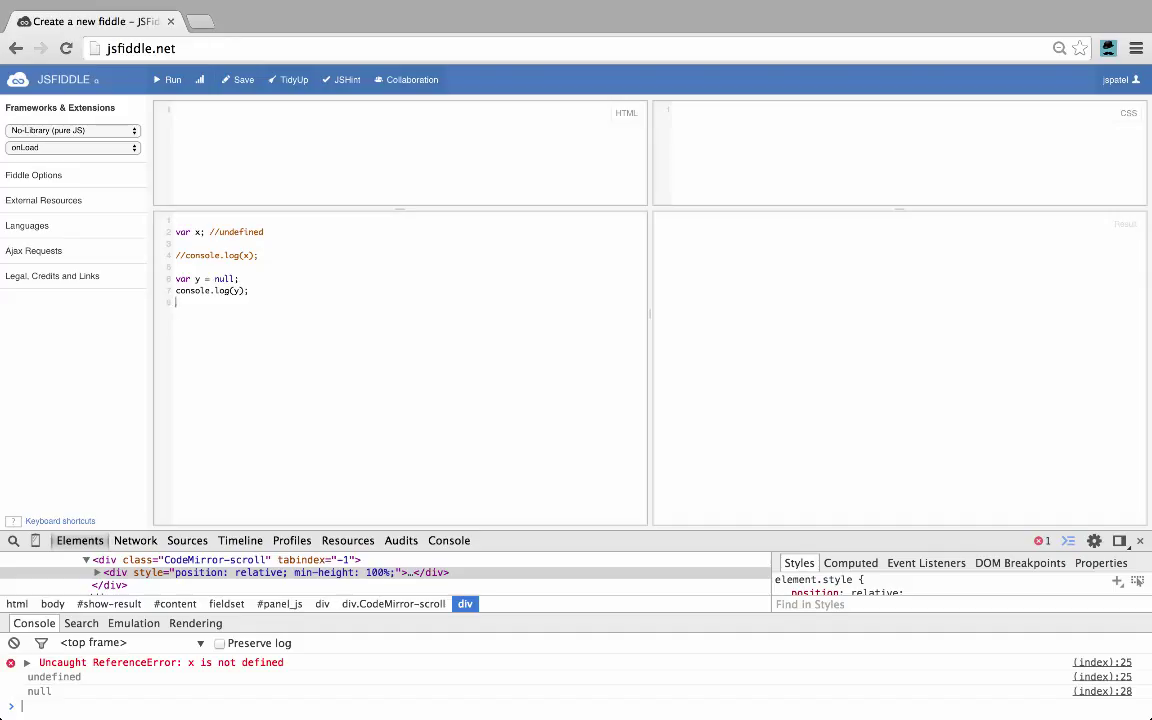 Create a new fiddle – JSFid
jsfiddle.net
JSFIDDLE α
Run
Save
TidyUp
JSHint
Collaboration
jspatel
Frameworks & Extensions
No-Library (pure JS)
onLoad
Fiddle Options
External Resources
Languages
Ajax Requests
Legal, Credits and Links
? Keyboard shortcuts
1
HTML
1
CSS
1
2 var x; //undefined
3
4 //console.log(x);
5
6 var y = null;
7 console.log(y);
8
Result
Elements Network Sources Timeline Profiles Resources Audits Console
1
<div class="CodeMirror-scroll" tabindex="-1">
<div style="position: relative; min-height: 100%;">…</div>
</div>
Styles Computed Event Listeners DOM Breakpoints Properties
element.style {
position: relative;
Find in Styles
html body #show-result #content fieldset #panel_js div div.CodeMirror-scroll div
Console Search Emulation Rendering
<top frame> Preserve log
Uncaught ReferenceError: x is not defined (index):25
undefined (index):25
null (index):28
>